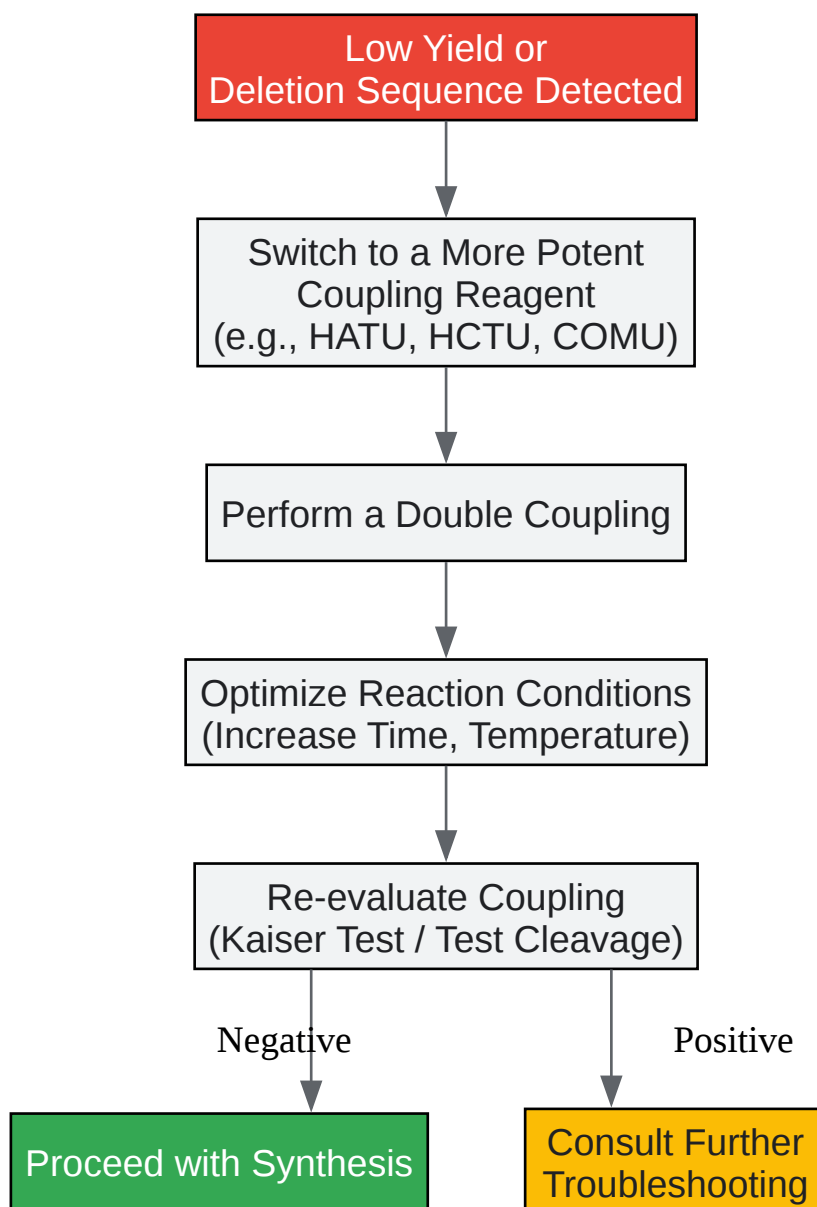 Low Yield or
Deletion Sequence Detected
Switch to a More Potent
Coupling Reagent
(e.g., HATU, HCTU, COMU)
Perform a Double Coupling
Optimize Reaction Conditions
(Increase Time, Temperature)
Re-evaluate Coupling
(Kaiser Test / Test Cleavage)
Negative
Positive
Proceed with Synthesis
Consult Further
Troubleshooting